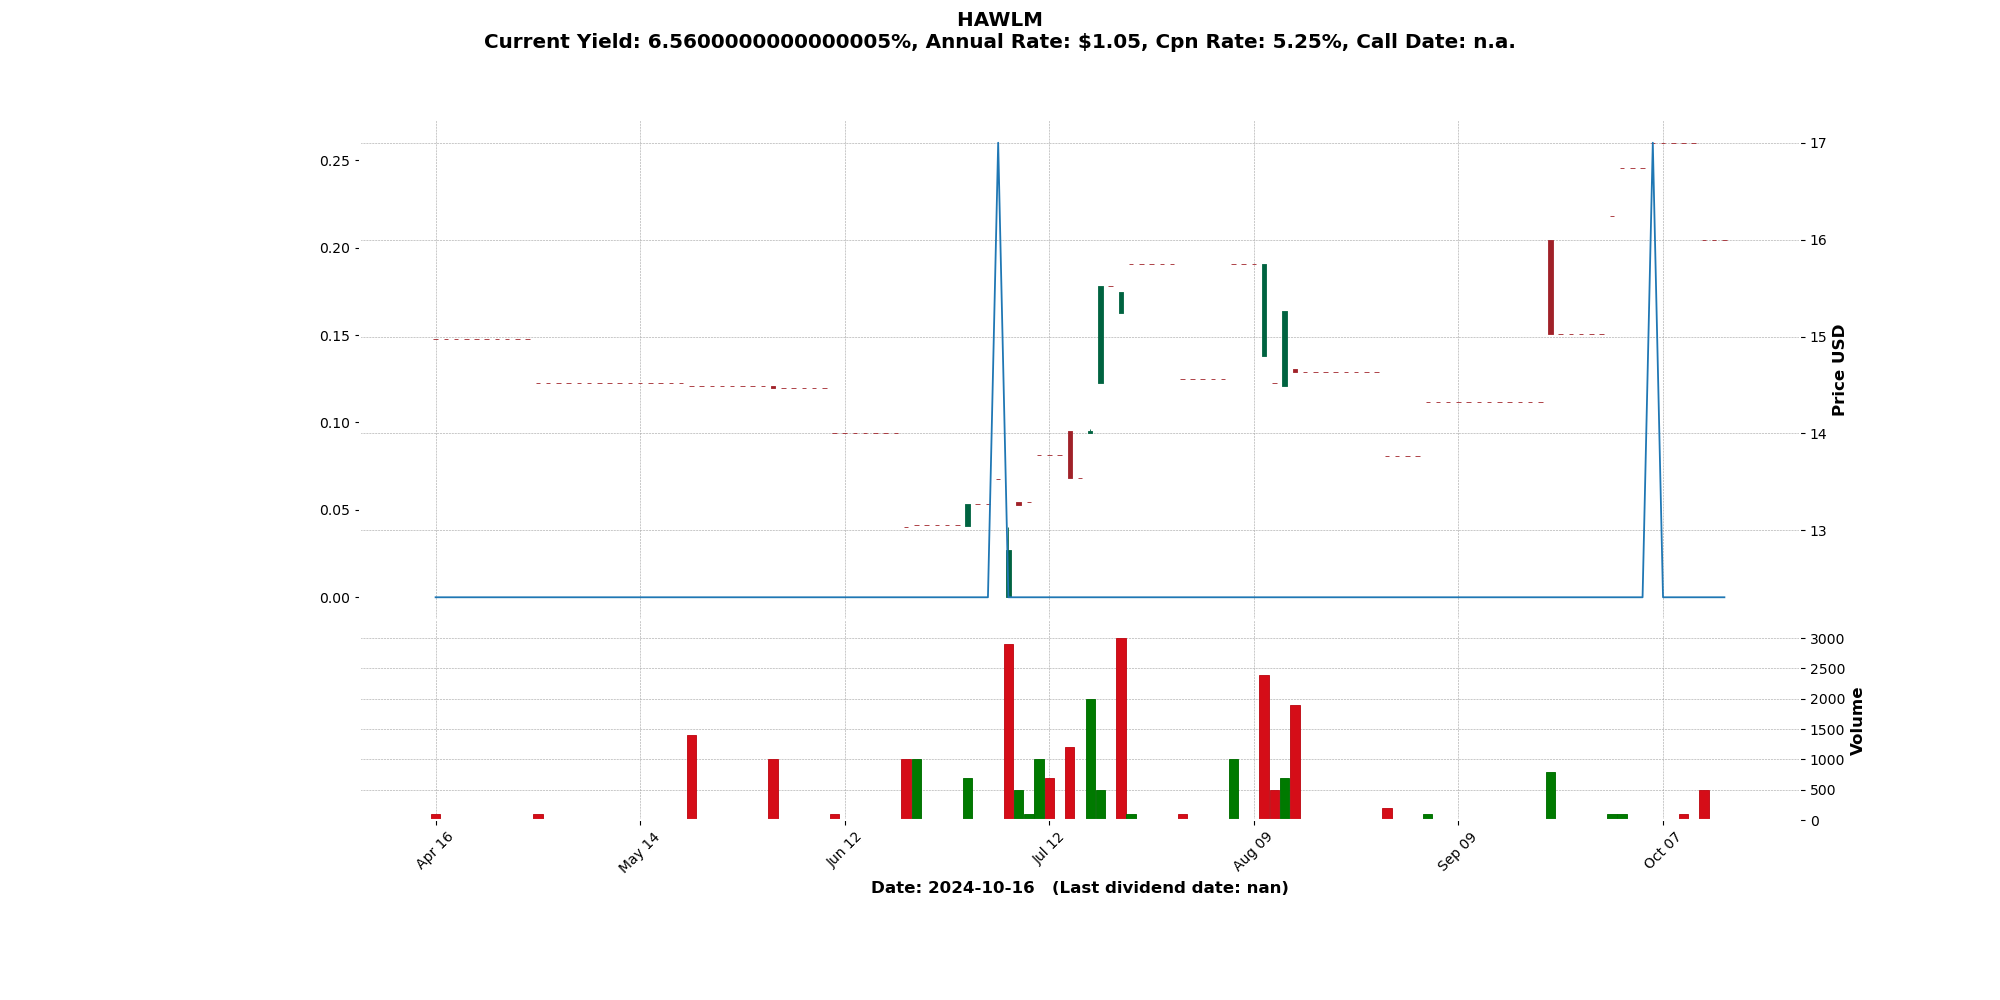 HAWLM
Current Yield: 6.5600000000000005%, Annual Rate: $1.05, Cpn Rate: 5.25%, Call Date: n.a.
0.25
0.20
0.15
0.10
0.05
0.00
17
16
15
14
13
Price USD
3000
2500
2000
1500
1000
500
0
Volume
Apr 16
May 14
Jun 12
Jul 12
Aug 09
Sep 09
Oct 07
Date: 2024-10-16   (Last dividend date: nan)